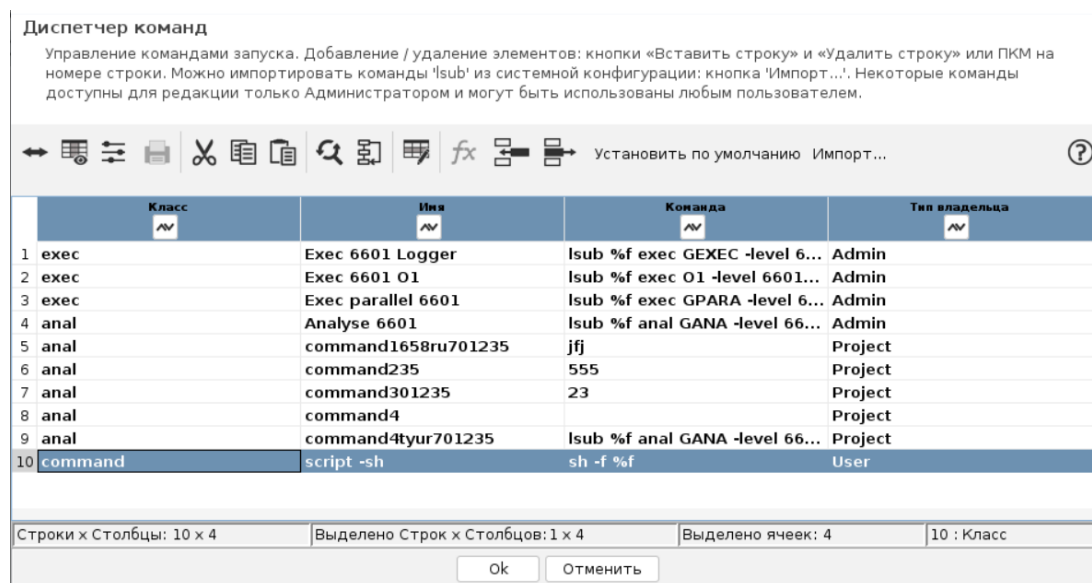 Диспетчер команд
Управление командами запуска. Добавление / удаление элементов: кнопки «Вставить строку» и «Удалить строку» или ПКМ на
номере строки. Можно импортировать команды 'lsub' из системной конфигурации: кнопка 'Импорт...'. Некоторые команды
доступны для редакции только Администратором и могут быть использованы любым пользователем.
fx Установить по умолчанию Импорт... ?
Класс Имя Команда Тип владельца
1 exec Exec 6601 Logger lsub %f exec GEXEC -level 6... Admin
2 exec Exec 6601 O1 lsub %f exec O1 -level 6601... Admin
3 exec Exec parallel 6601 lsub %f exec GPARA -level 6... Admin
4 anal Analyse 6601 lsub %f anal GANA -level 66... Admin
5 anal command1658ru701235 jfj Project
6 anal command235 555 Project
7 anal command301235 23 Project
8 anal command4 Project
9 anal command4tyur701235 lsub %f anal GANA -level 66... Project
10 command script -sh sh -f %f User
Строки x Столбцы: 10 x 4 Выделено Строк x Столбцов: 1 x 4 Выделено ячеек: 4 10 : Класс
Ok Отменить